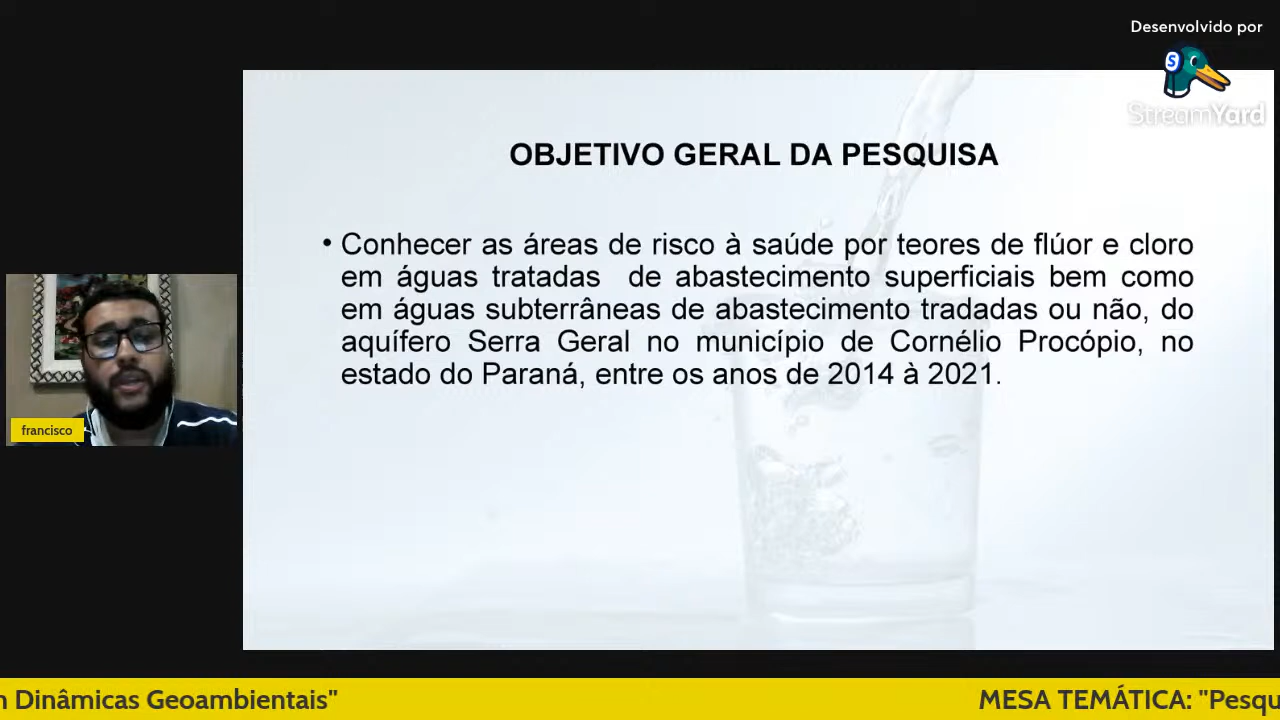 Desenvolvido por
StreamYard
OBJETIVO GERAL DA PESQUISA
• Conhecer as áreas de risco à saúde por teores de flúor e cloro
em águas tratadas de abastecimento superficiais bem como
em águas subterrâneas de abastecimento tradadas ou não, do
aquífero Serra Geral no município de Cornélio Procópio, no
estado do Paraná, entre os anos de 2014 à 2021.
francisco
Dinâmicas Geoambientais"
MESA TEMÁTICA: "Pesqu